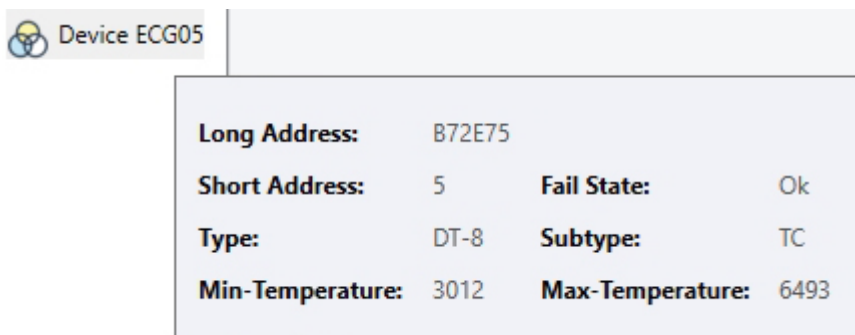 Device ECG05
Long Address: B72E75
Short Address: 5 Fail State: Ok
Type: DT-8 Subtype: TC
Min-Temperature: 3012 Max-Temperature: 6493